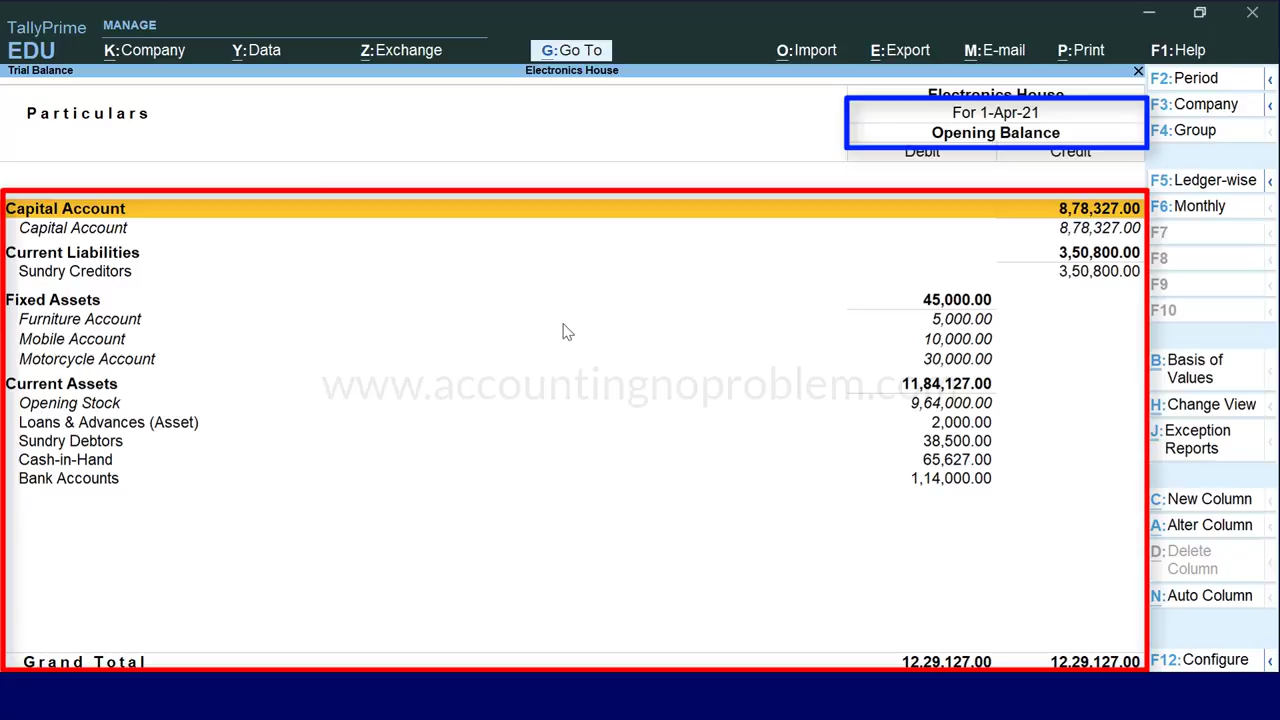 TallyPrime MANAGE
EDU K:Company Y:Data Z:Exchange G:Go To O:Import E:Export M:E-mail P:Print F1:Help
Trial Balance Electronics House
Electronics House
Particulars For 1-Apr-21
Opening Balance
Debit Credit
Capital Account 8,78,327.00
Capital Account 8,78,327.00
Current Liabilities 3,50,800.00
Sundry Creditors 3,50,800.00
Fixed Assets 45,000.00
Furniture Account 5,000.00
Mobile Account 10,000.00
Motorcycle Account 30,000.00
Current Assets 11,84,127.00
Opening Stock 9,64,000.00
Loans & Advances (Asset) 2,000.00
Sundry Debtors 38,500.00
Cash-in-Hand 65,627.00
Bank Accounts 1,14,000.00
Grand Total 12,29,127.00 12,29,127.00
www.accountingnoproblem.com
F2:Period
F3:Company
F4:Group
F5:Ledger-wise
F6:Monthly
F7
F8
F9
F10
B:Basis of
Values
H:Change View
J:Exception
Reports
C:New Column
A:Alter Column
D:Delete
Column
N:Auto Column
F12:Configure